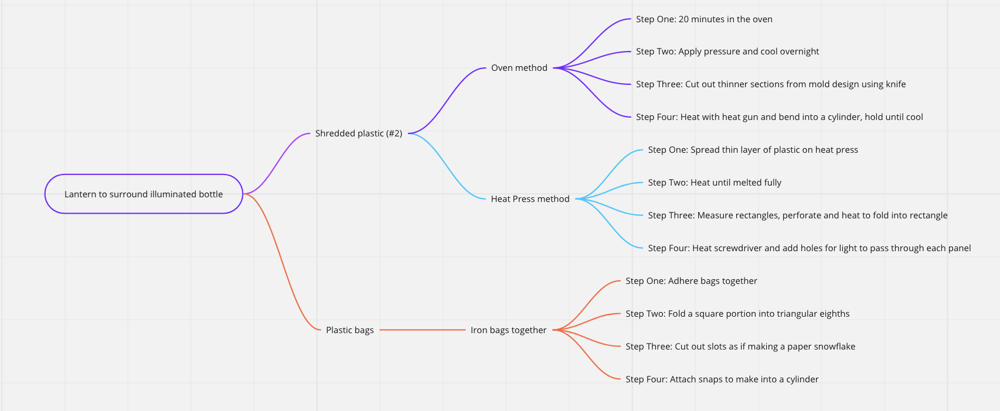 Lantern to surround illuminated bottle
Shredded plastic (#2)
Oven method
Step One: 20 minutes in the oven
Step Two: Apply pressure and cool overnight
Step Three: Cut out thinner sections from mold design using knife
Step Four: Heat with heat gun and bend into a cylinder, hold until cool
Heat Press method
Step One: Spread thin layer of plastic on heat press
Step Two: Heat until melted fully
Step Three: Measure rectangles, perforate and heat to fold into rectangle
Step Four: Heat screwdriver and add holes for light to pass through each panel
Plastic bags
Iron bags together
Step One: Adhere bags together
Step Two: Fold a square portion into triangular eighths
Step Three: Cut out slots as if making a paper snowflake
Step Four: Attach snaps to make into a cylinder